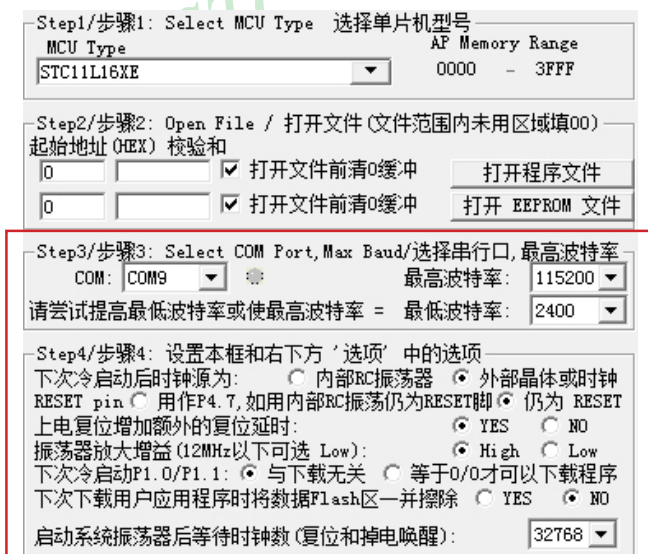 Step1/步骤1: Select MCU Type 选择单片机型号
MCU Type AP Memory Range
STC11L16XE 0000 - 3FFF
Step2/步骤2: Open File / 打开文件(文件范围内未用区域填00)
起始地址(HEX) 校验和
0 打开文件前清0缓冲 打开程序文件
0 打开文件前清0缓冲 打开 EEPROM 文件
Step3/步骤3: Select COM Port,Max Baud/选择串行口,最高波特率
COM: COM9 最高波特率: 115200
请尝试提高最低波特率或使最高波特率 = 最低波特率: 2400
Step4/步骤4: 设置本框和右下方 '选项' 中的选项
下次冷启动后时钟源为: 内部RC振荡器 外部晶体或时钟
RESET pin 用作P4.7,如用内部RC振荡仍为RESET脚 仍为 RESET
上电复位增加额外的复位延时: YES NO
振荡器放大增益(12MHz以下可选 Low): High Low
下次冷启动P1.0/P1.1: 与下载无关 等于0/0才可以下载程序
下次下载用户应用程序时将数据Flash区一并擦除 YES NO
启动系统振荡器后等待时钟数(复位和掉电唤醒): 32768